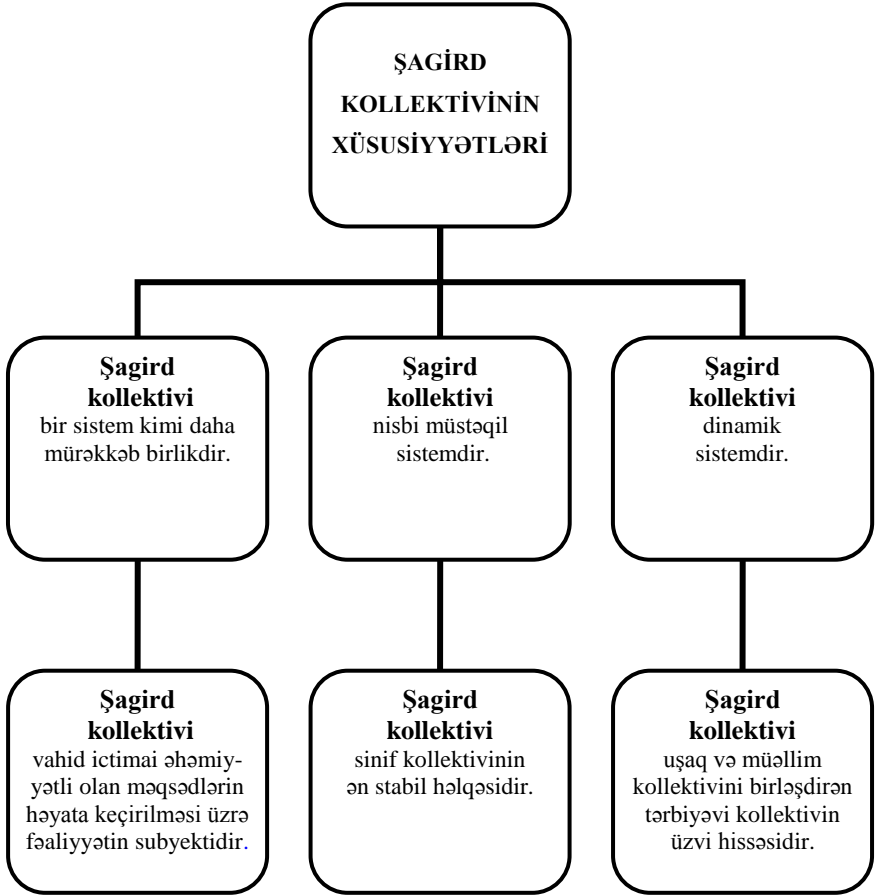 ŞAGİRD
KOLLEKTİVİNİN
XÜSUSİYYƏTLƏRİ
Şagird
kollektivi
bir sistem kimi daha
mürəkkəb birlikdir.
Şagird
kollektivi
nisbi müstəqil
sistemdir.
Şagird
kollektivi
dinamik
sistemdir.
Şagird
kollektivi
vahid ictimai əhəmiy-
yətli olan məqsədlərin
həyata keçirilməsi üzrə
fəaliyyətin subyektidir.
Şagird
kollektivi
sinif kollektivinin
ən stabil həlqəsidir.
Şagird
kollektivi
uşaq və müəllim
kollektivini birləşdirən
tərbiyəvi kollektivin
üzvi hissəsidir.